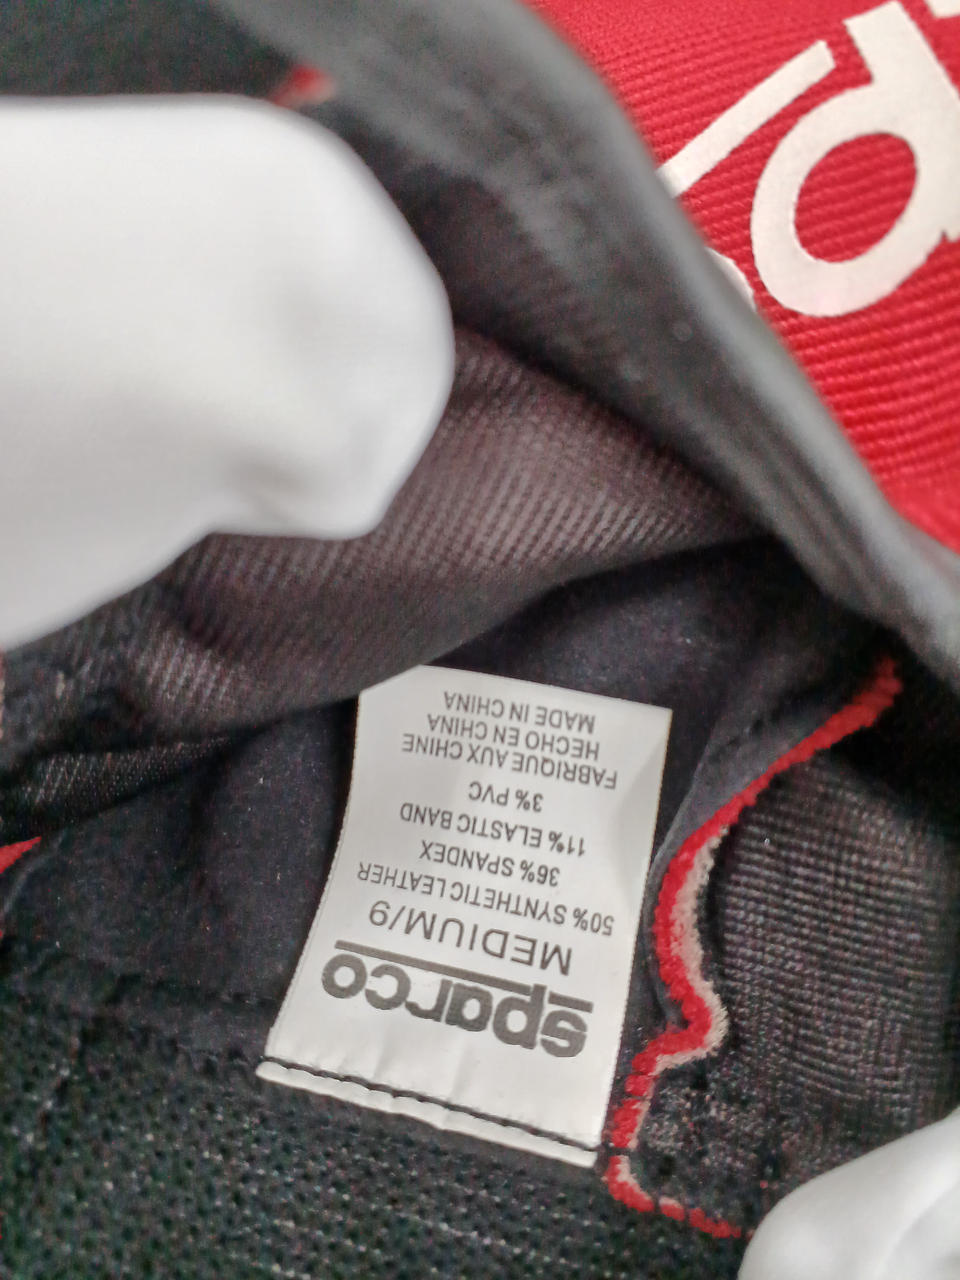 sparco
MEDIUM/9
50% SYNTHETIC LEATHER
36% SPANDEX
11% ELASTIC BAND
3% PVC
FABRIQUE AUX CHINE
HECHO EN CHINA
MADE IN CHINA